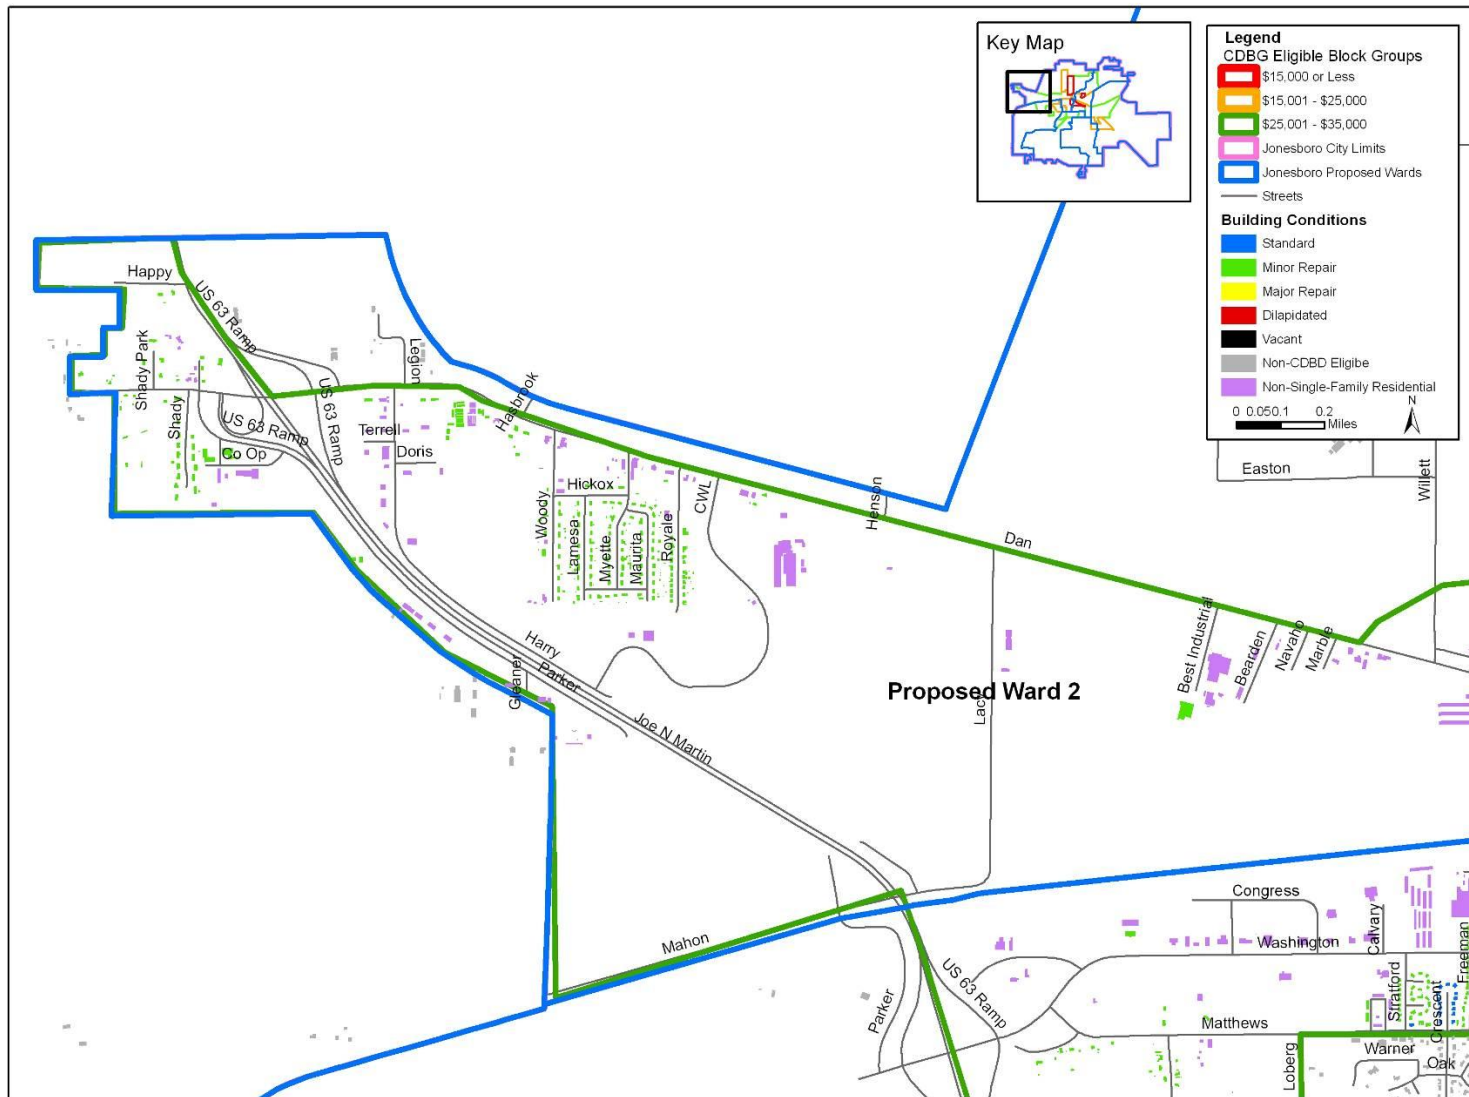 Key Map
Legend
CDBG Eligible Block Groups
$15,000 or Less
$15,001 - $25,000
$25,001 - $35,000
Jonesboro City Limits
Jonesboro Proposed Wards
Streets
Building Conditions
Standard
Minor Repair
Major Repair
Dilapidated
Vacant
Non-CDBD Eligibe
Non-Single-Family Residential
N
0 0.05 0.1 0.2
Miles
Happy
US 63 Ramp
Shady Park
Legion
US 63 Ramp
Hasbrook
Shady
US 63 Ramp
Co Op
Terrell
Doris
Easton
Willett
Hickox
Woody
Lamesa
Myette
Maurita
Royale
CWL
Henson
Dan
Best Industrial
Bearden
Navaho
Marble
Harry
Parker
Gleaner
Joe N Martin
Proposed Ward 2
Mahon
Congress
Washington
Calvary
Freeman
Stratford
Crescent
Parker
US 63 Ramp
Matthews
Loberg
Warner
Oak